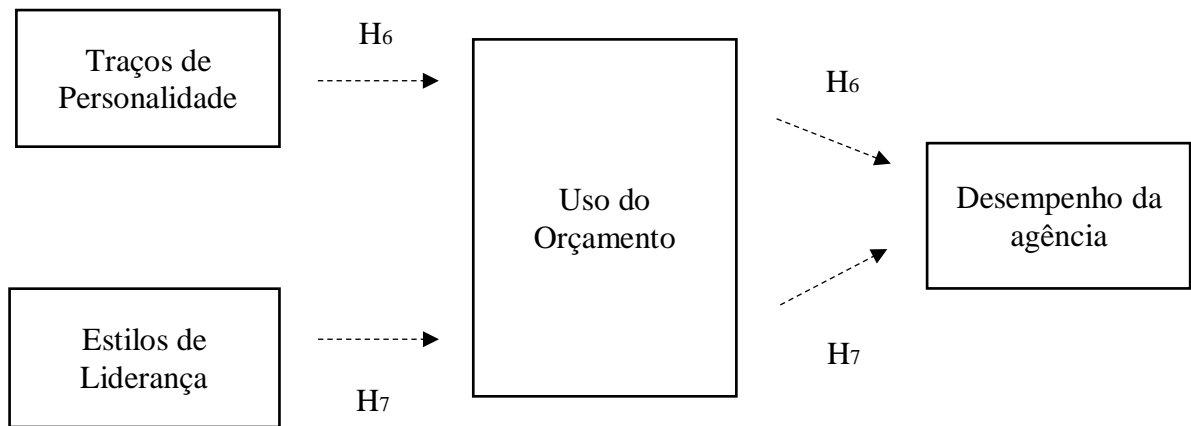 H6
Traços de
Personalidade
H6
Uso do
Orçamento
Desempenho da
agência
Estilos de
Liderança
H7
H7